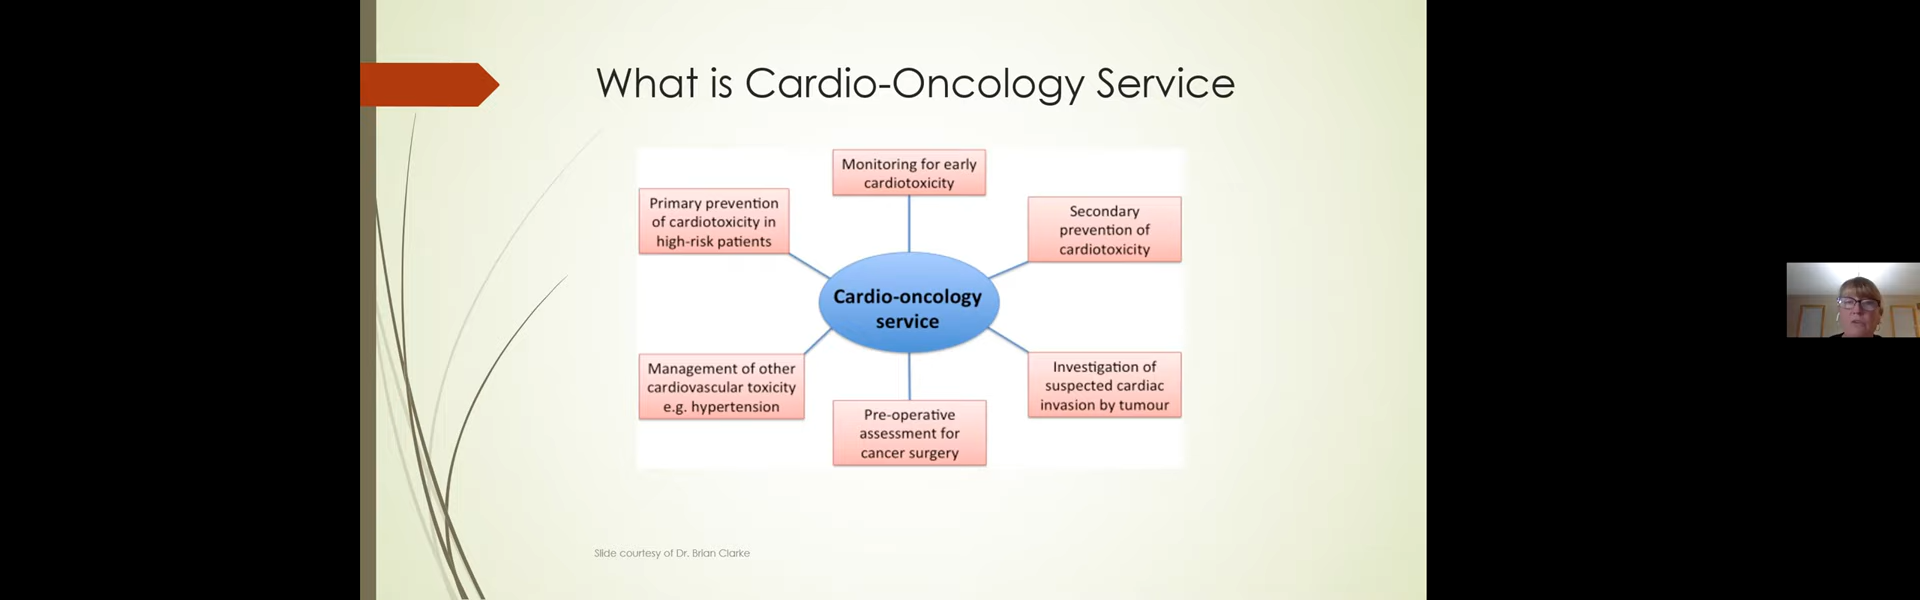 What is Cardio-Oncology Service
Monitoring for early
cardiotoxicity
Primary prevention
of cardiotoxicity in
high-risk patients
Secondary
prevention of
cardiotoxicity
Cardio-oncology
service
Management of other
cardiovascular toxicity
e.g. hypertension
Investigation of
suspected cardiac
invasion by tumour
Pre-operative
assessment for
cancer surgery
Slide courtesy of Dr. Brian Clarke